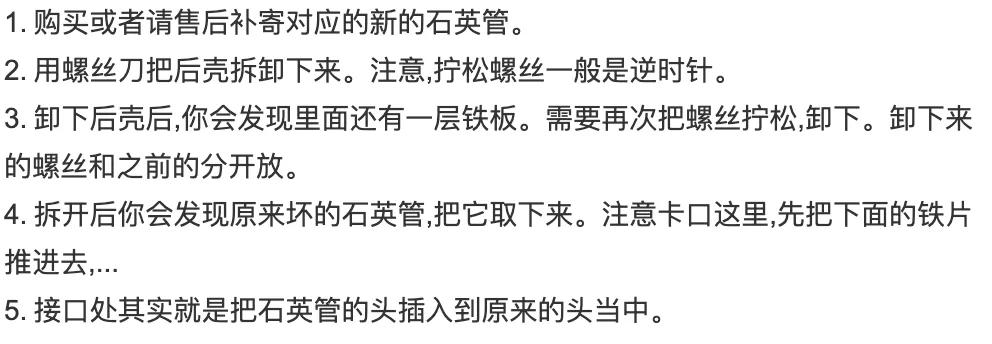 1. 购买或者请售后补寄对应的新的石英管。
2. 用螺丝刀把后壳拆卸下来。注意,拧松螺丝一般是逆时针。
3. 卸下后壳后,你会发现里面还有一层铁板。需要再次把螺丝拧松,卸下。卸下来
的螺丝和之前的分开放。
4. 拆开后你会发现原来坏的石英管,把它取下来。注意卡口这里,先把下面的铁片
推进去,...
5. 接口处其实就是把石英管的头插入到原来的头当中。